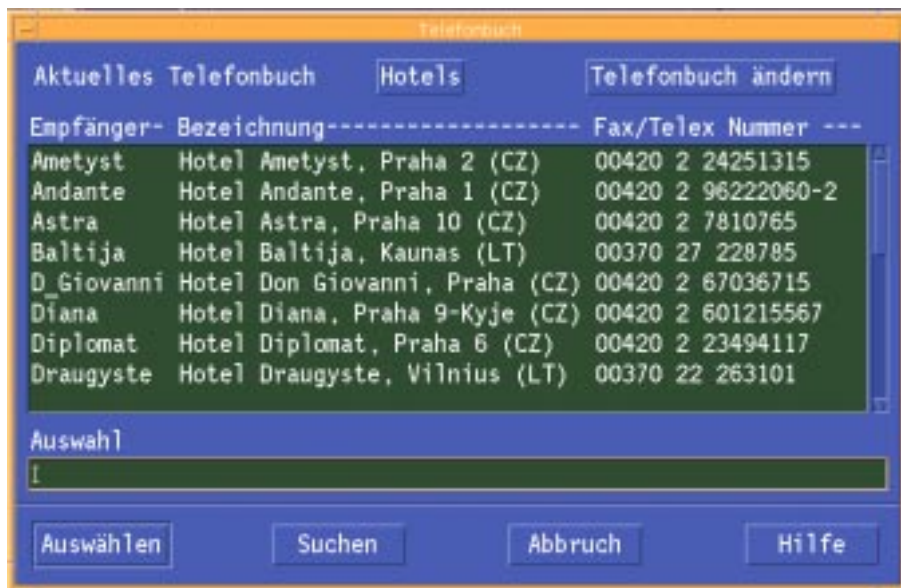 Telefonbuch
Aktuelles Telefonbuch Hotels Telefonbuch ändern
Empfänger- Bezeichnung------------------- Fax/Telex Nummer ---
Ametyst Hotel Ametyst, Praha 2 (CZ) 00420 2 24251315
Andante Hotel Andante, Praha 1 (CZ) 00420 2 96222060-2
Astra Hotel Astra, Praha 10 (CZ) 00420 2 7810765
Baltija Hotel Baltija, Kaunas (LT) 00370 27 228785
D_Giovanni Hotel Don Giovanni, Praha (CZ) 00420 2 67036715
Diana Hotel Diana, Praha 9-Kyje (CZ) 00420 2 601215567
Diplomat Hotel Diplomat, Praha 6 (CZ) 00420 2 23494117
Draugyste Hotel Draugyste, Vilnius (LT) 00370 22 263101
Auswahl
Auswählen Suchen Abbruch Hilfe